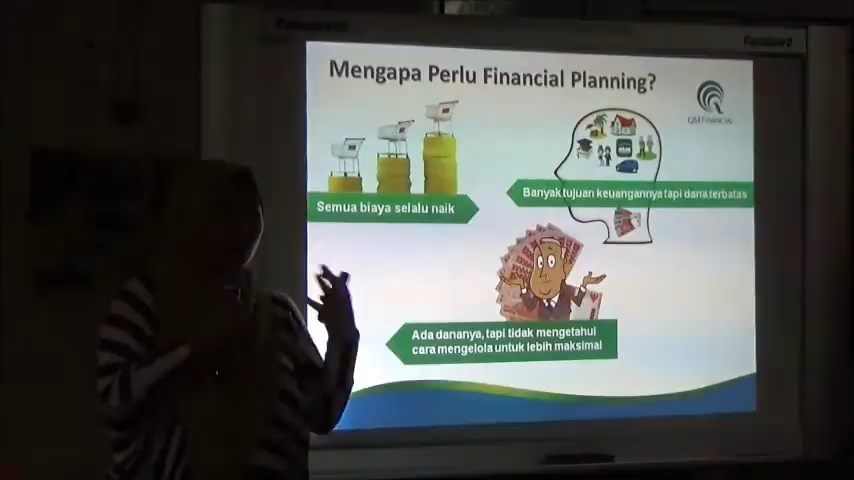 Mengapa Perlu Financial Planning?
QM FINANCIAL
Semua biaya selalu naik
Banyak tujuan keuangannya tapi dana terbatas
Ada dananya, tapi tidak mengetahui
cara mengelola untuk lebih maksimal